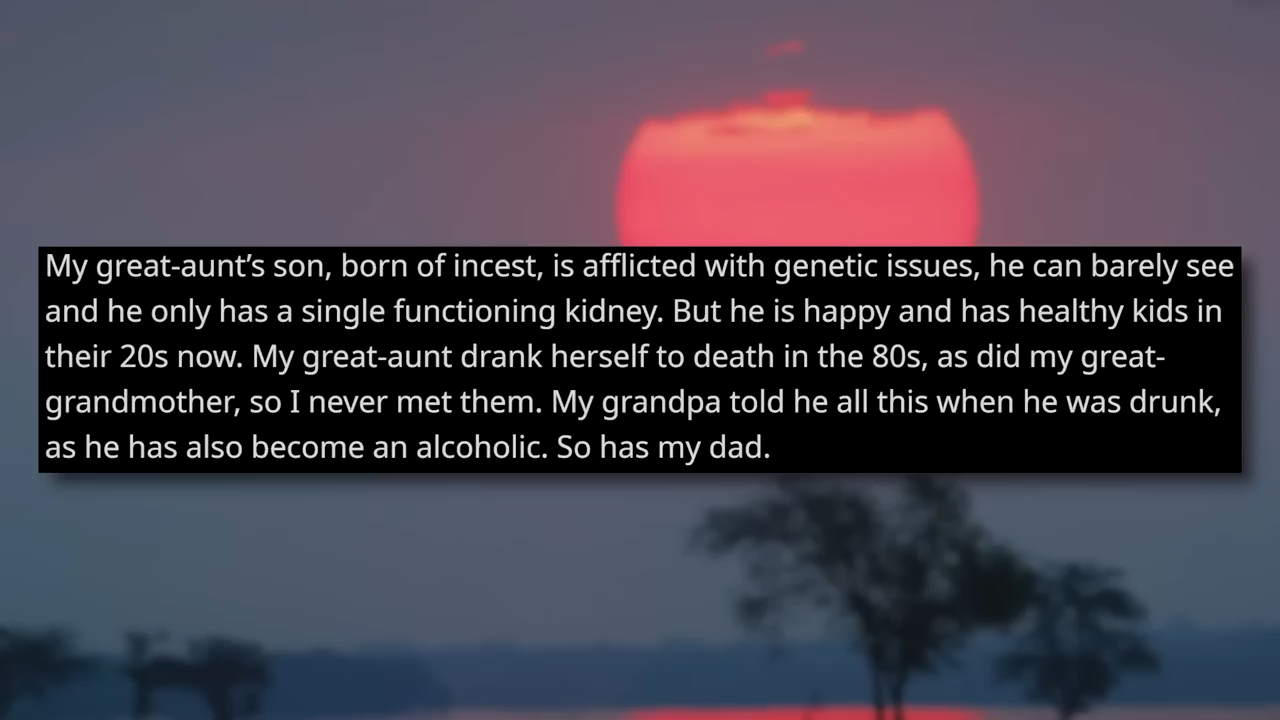 My great-aunt’s son, born of incest, is afflicted with genetic issues, he can barely see
and he only has a single functioning kidney. But he is happy and has healthy kids in
their 20s now. My great-aunt drank herself to death in the 80s, as did my great-
grandmother, so I never met them. My grandpa told he all this when he was drunk,
as he has also become an alcoholic. So has my dad.